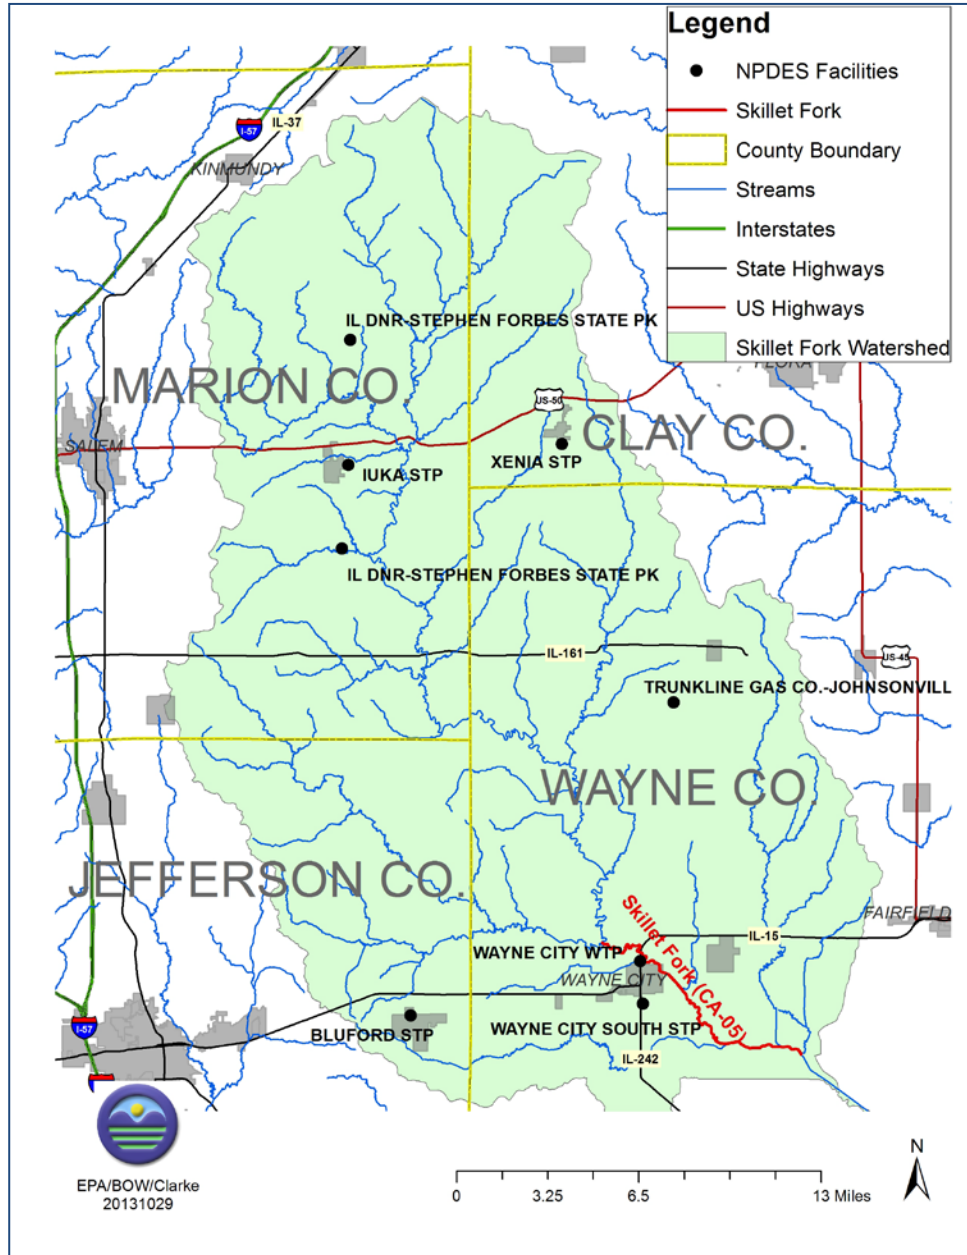 Legend
NPDES Facilities
Skillet Fork
County Boundary
Streams
Interstates
State Highways
US Highways
Skillet Fork Watershed
I-57
IL-37
KINMUNDY
IL DNR-STEPHEN FORBES STATE PK
MARION CO.
US-50
CLAY CO.
SALEM
IUKA STP
XENIA STP
IL DNR-STEPHEN FORBES STATE PK
IL-161
US-45
TRUNKLINE GAS CO.-JOHNSONVILL
WAYNE CO.
JEFFERSON CO.
FAIRFIELD
Skillet Fork (CA-05)
IL-15
WAYNE CITY WTP
WAYNE CITY
I-57
BLUFORD STP
WAYNE CITY SOUTH STP
IL-242
EPA/BOW/Clarke
20131029
N
0 3.25 6.5 13 Miles